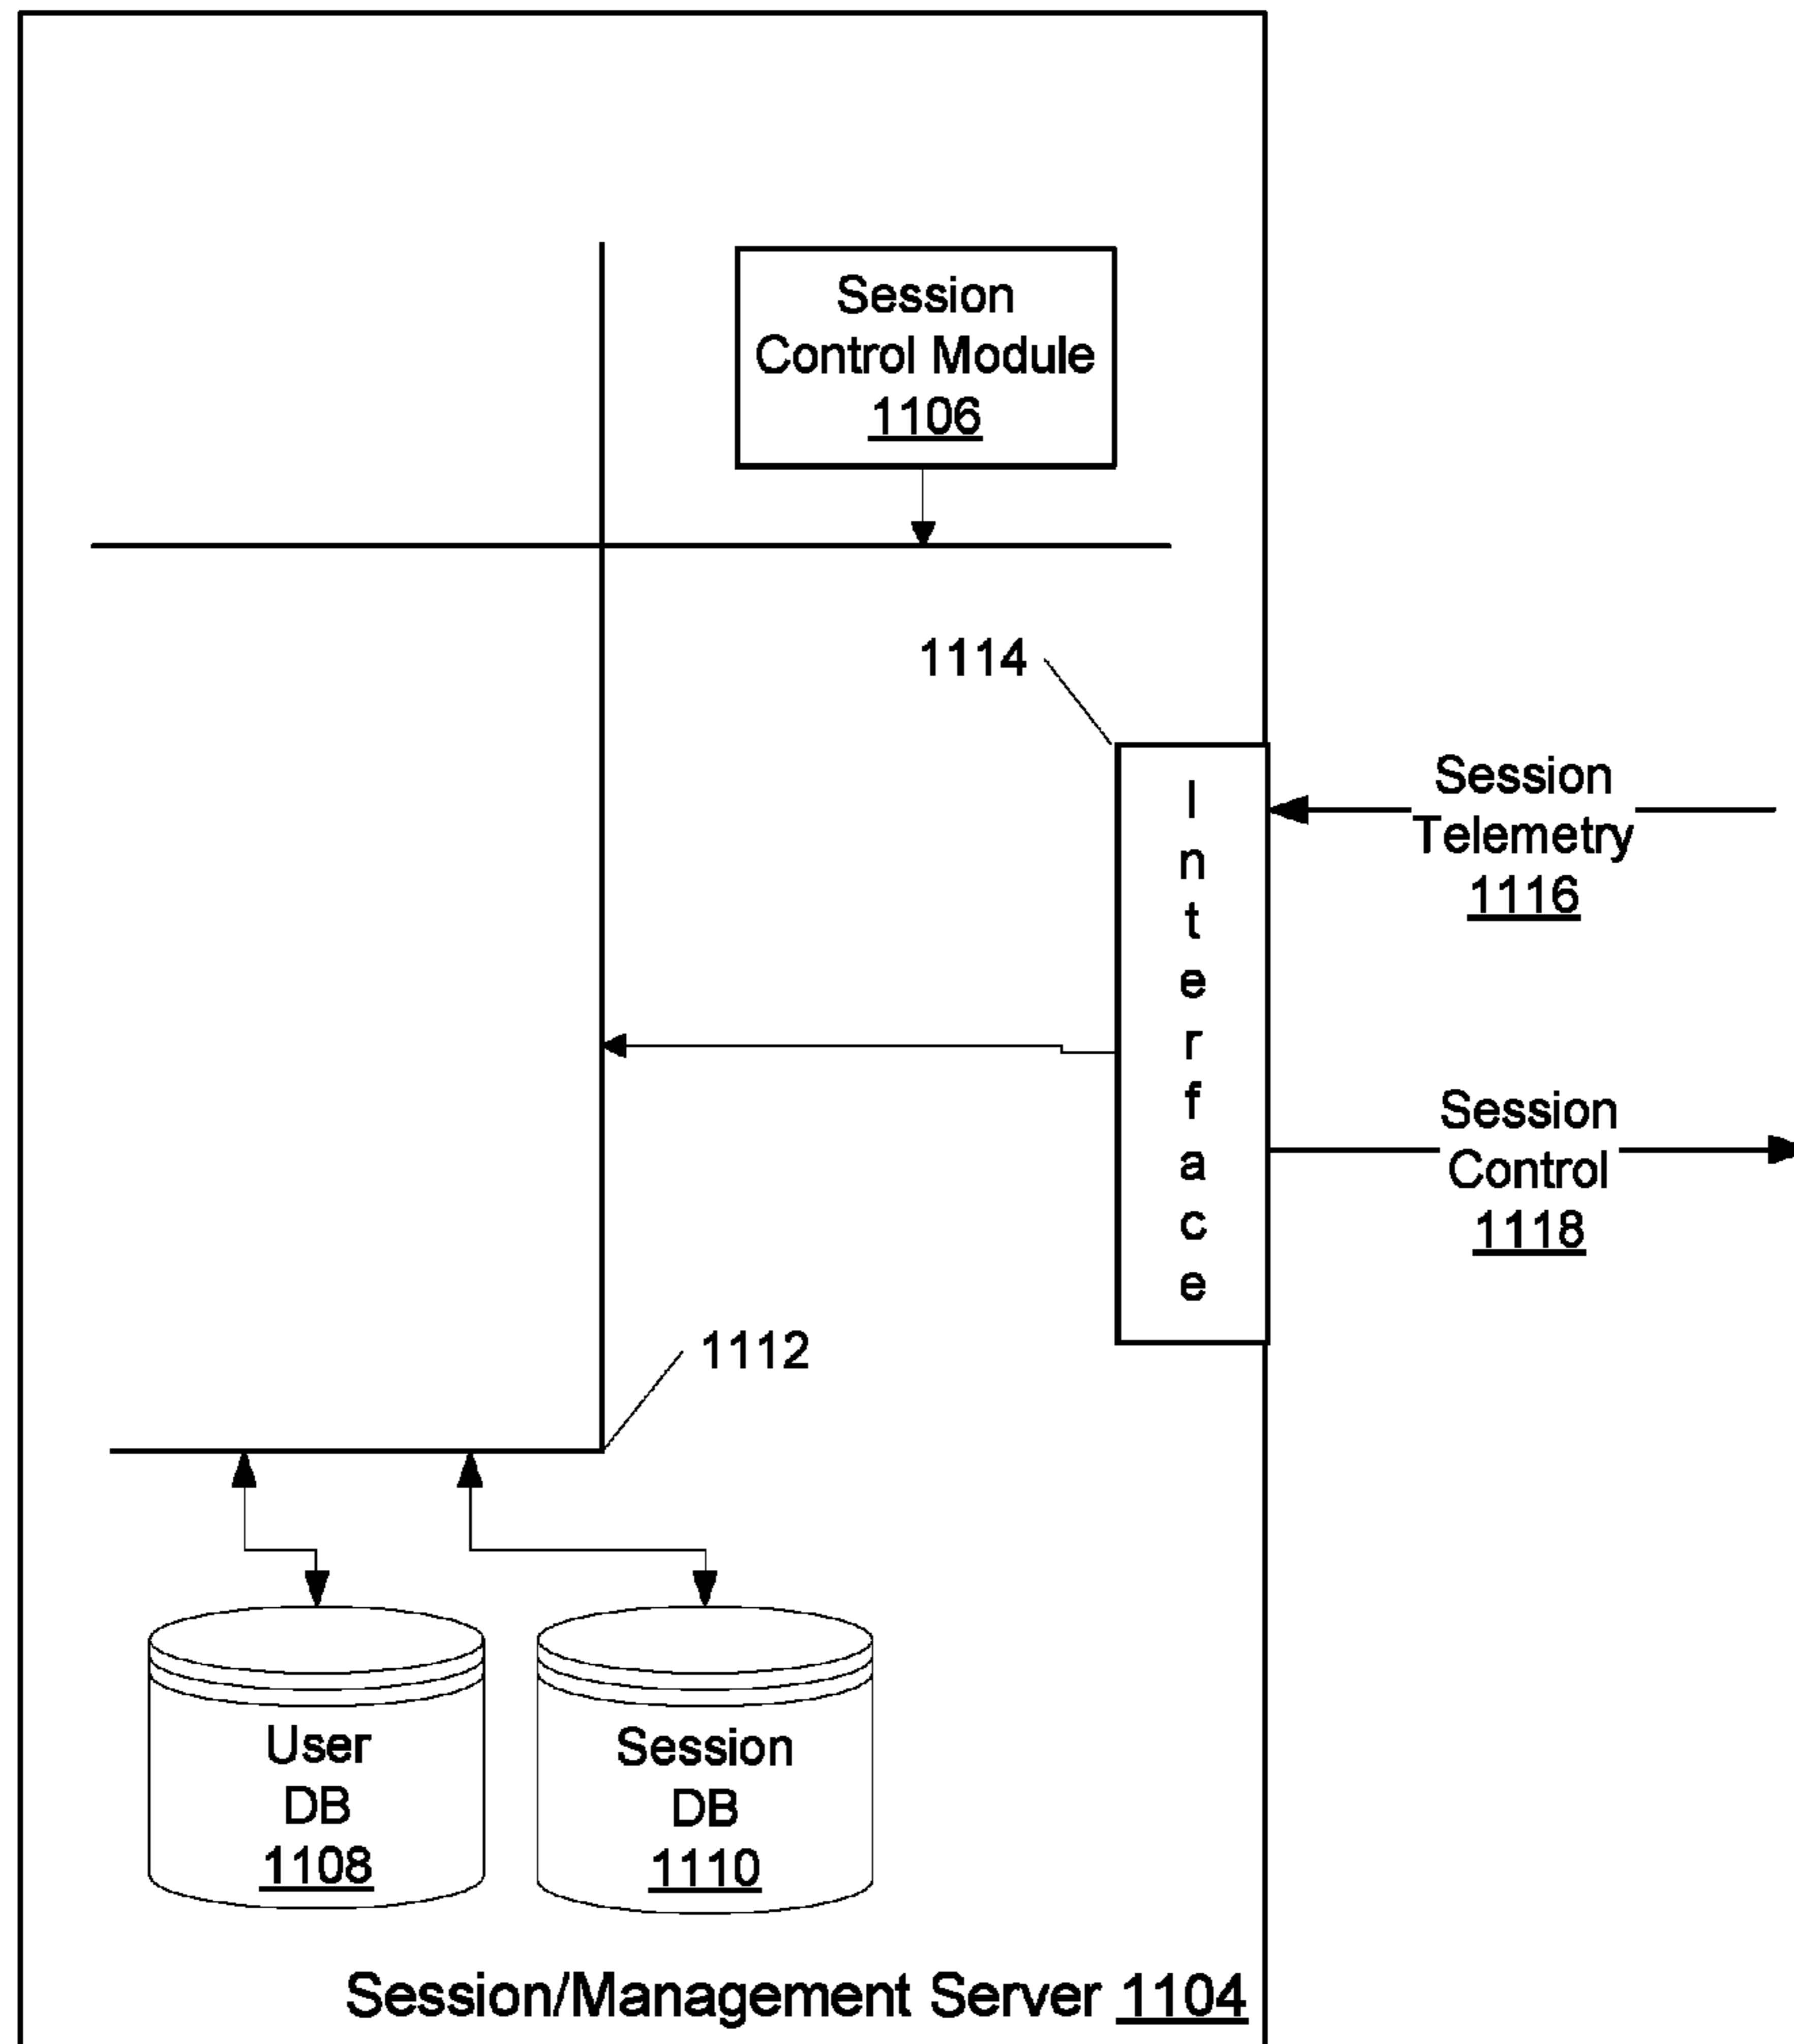 Session
Control Module
1106
1114
Interface
Session
Telemetry
1116
Session
Control
1118
1112
User
DB
1108
Session
DB
1110
Session/Management Server 1104